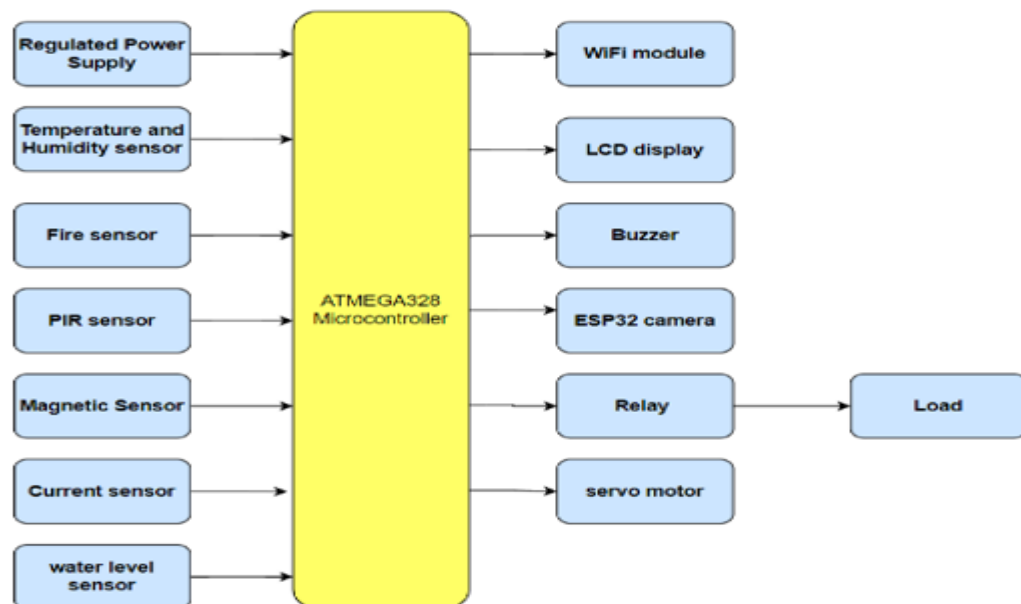 Regulated Power
Supply
Temperature and
Humidity sensor
Fire sensor
PIR sensor
Magnetic Sensor
Current sensor
water level
sensor
ATMEGA328
Microcontroller
WiFi module
LCD display
Buzzer
ESP32 camera
Relay
Load
servo motor